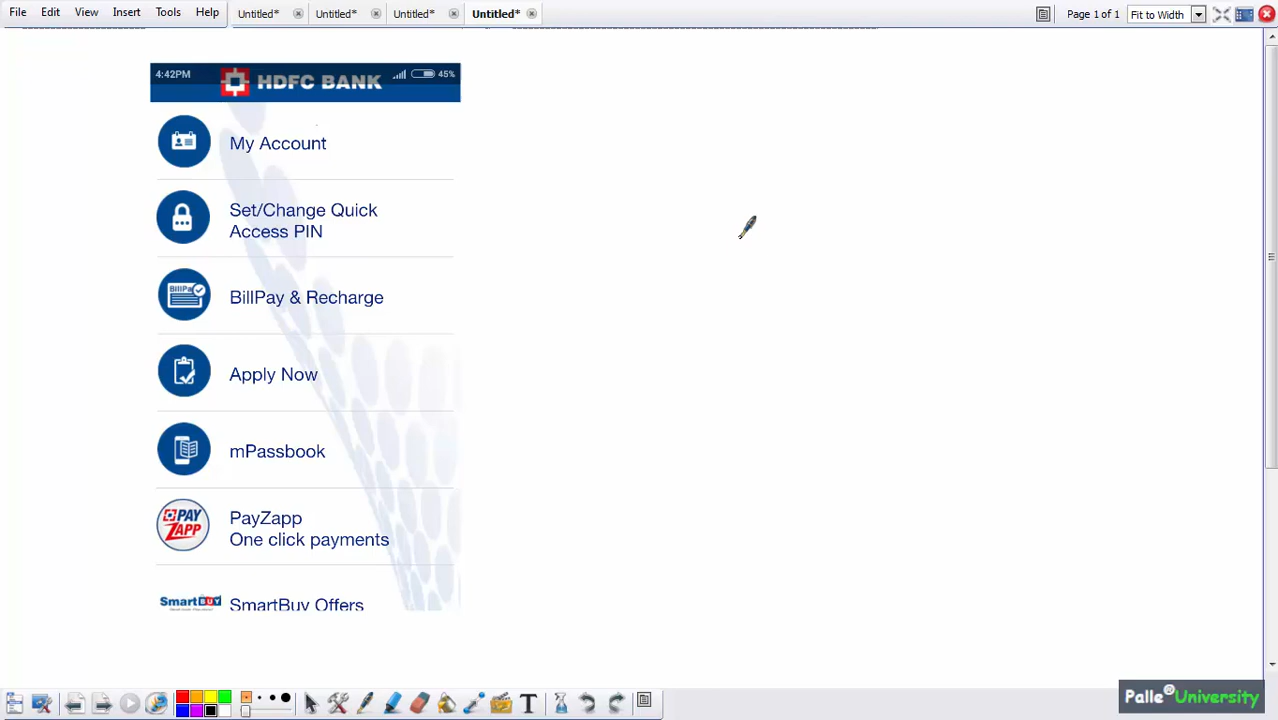 File Edit View Insert Tools Help
Untitled* Untitled* Untitled* Untitled*
Page 1 of 1 Fit to Width
4:42PM HDFC BANK 45%
My Account
Set/Change Quick
Access PIN
BillPay
BillPay & Recharge
Apply Now
mPassbook
PAY
ZAPP
PayZapp
One click payments
SmartBUY SmartBuy Offers
T
Palle®University